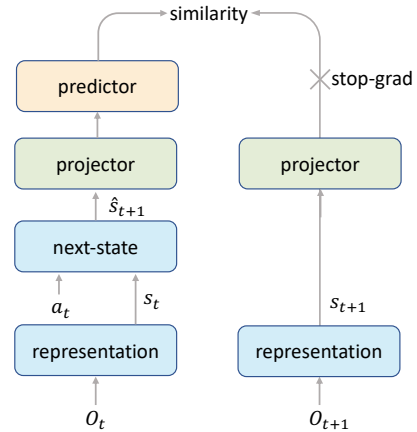 similarity
predictor
stop-grad
projector
projector
ŝ_{t+1}
next-state
a_t
s_t
s_{t+1}
representation
representation
O_t
O_{t+1}